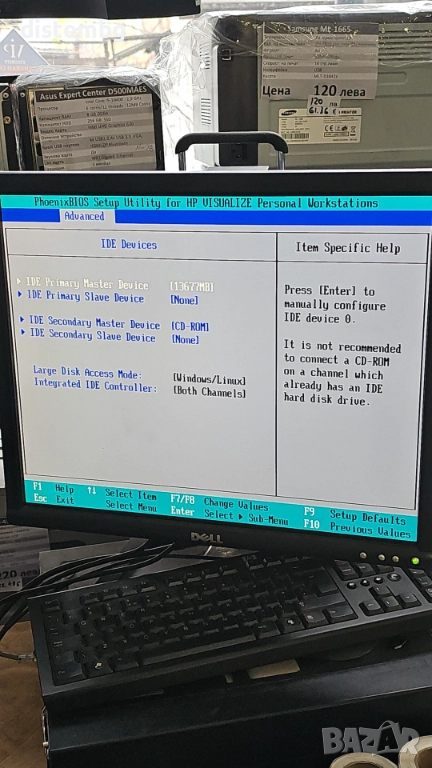 Samsung ML-1665
Цена 120 лева
120 лв
61.36 €
SAMSUNG
Asus Expert Center D500MAES
PhoenixBIOS Setup Utility for HP VISUALIZE Personal Workstations
Advanced
IDE Devices
Item Specific Help
IDE Primary Master Device [13677MB]
IDE Primary Slave Device [None]
IDE Secondary Master Device [CD-ROM]
IDE Secondary Slave Device [None]
Large Disk Access Mode: [Windows/Linux]
Integrated IDE Controller: [Both Channels]
Press [Enter] to
manually configure
IDE device 0.
It is not recommended
to connect a CD-ROM
on a channel which
already has an IDE
hard disk drive.
F1 Help ↑↓ Select Item F7/F8 Change Values F9 Setup Defaults
Esc Exit Select Menu Enter Select ▶ Sub-Menu F10 Previous Values
DELL
220 лева
bazar